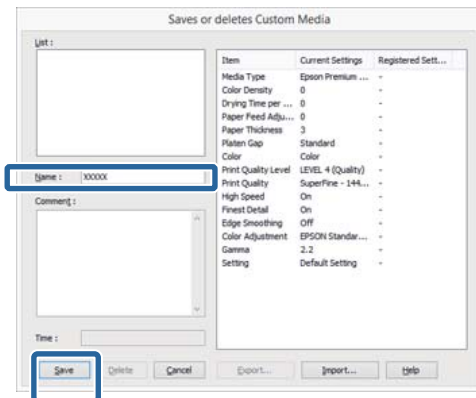 Saves or deletes Custom Media
List :
Name : XXXXX
Comment :
Time :
Item Current Settings Registered Sett...
Media Type Epson Premium ... -
Color Density 0 -
Drying Time per ... 0 -
Paper Feed Adju... 0 -
Paper Thickness 3 -
Platen Gap Standard -
Color Color -
Print Quality Level LEVEL 4 (Quality) -
Print Quality SuperFine - 144... -
High Speed On -
Finest Detail On -
Edge Smoothing Off -
Color Adjustment EPSON Standar... -
Gamma 2.2 -
Setting Default Setting -
Save Delete Cancel Export... Import... Help